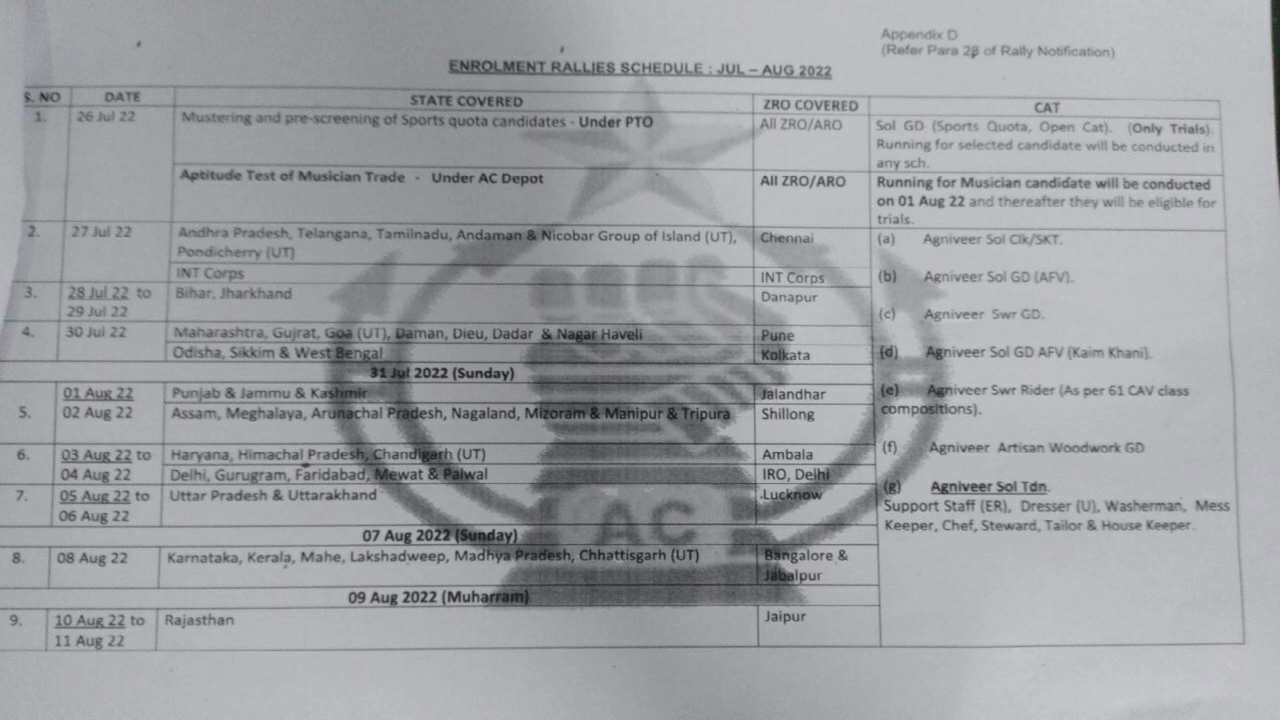 Appendix D
(Refer Para 28 of Rally Notification)
ENROLMENT RALLIES SCHEDULE : JUL – AUG 2022
S. NO DATE STATE COVERED ZRO COVERED CAT
1. 26 Jul 22 Mustering and pre-screening of Sports quota candidates - Under PTO All ZRO/ARO Sol GD (Sports Quota, Open Cat). (Only Trials).
Running for selected candidate will be conducted in
any sch.
Aptitude Test of Musician Trade - Under AC Depot All ZRO/ARO Running for Musician candidate will be conducted
on 01 Aug 22 and thereafter they will be eligible for
trials.
2. 27 Jul 22 Andhra Pradesh, Telangana, Tamilnadu, Andaman & Nicobar Group of Island (UT), Chennai (a) Agniveer Sol Clk/SKT.
Pondicherry (UT)
INT Corps INT Corps (b) Agniveer Sol GD (AFV).
3. 28 Jul 22 to Bihar, Jharkhand Danapur
29 Jul 22 (c) Agniveer Swr GD.
4. 30 Jul 22 Maharashtra, Gujrat, Goa (UT), Daman, Dieu, Dadar & Nagar Haveli Pune
Odisha, Sikkim & West Bengal Kolkata (d) Agniveer Sol GD AFV (Kaim Khani).
31 Jul 2022 (Sunday)
01 Aug 22 Punjab & Jammu & Kashmir Jalandhar (e) Agniveer Swr Rider (As per 61 CAV class
5. 02 Aug 22 Assam, Meghalaya, Arunachal Pradesh, Nagaland, Mizoram & Manipur & Tripura Shillong compositions).
6. 03 Aug 22 to Haryana, Himachal Pradesh, Chandigarh (UT) Ambala (f) Agniveer Artisan Woodwork GD
04 Aug 22 Delhi, Gurugram, Faridabad, Mewat & Palwal IRO, Delhi
7. 05 Aug 22 to Uttar Pradesh & Uttarakhand Lucknow (g) Agniveer Sol Tdn.
06 Aug 22 Support Staff (ER), Dresser (U), Washerman, Mess
07 Aug 2022 (Sunday) Keeper, Chef, Steward, Tailor & House Keeper.
8. 08 Aug 22 Karnataka, Kerala, Mahe, Lakshadweep, Madhya Pradesh, Chhattisgarh (UT) Bangalore &
Jabalpur
09 Aug 2022 (Muharram)
9. 10 Aug 22 to Rajasthan Jaipur
11 Aug 22
AC